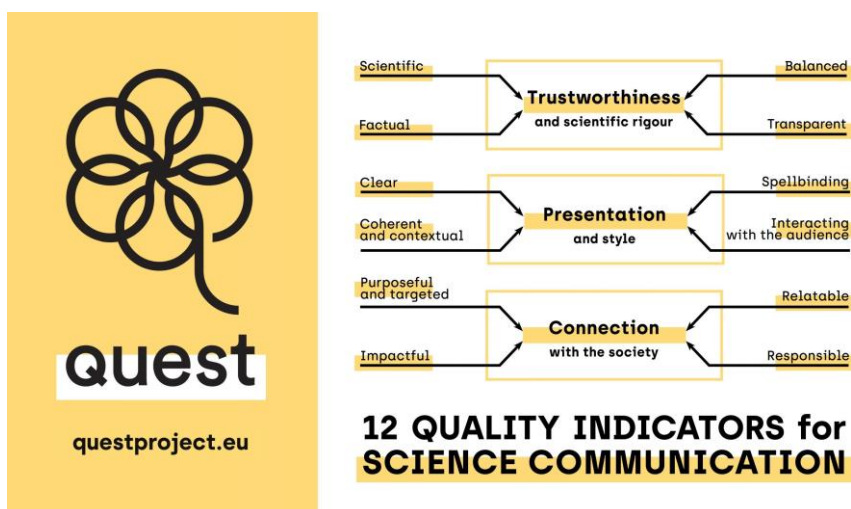 quest
questproject.eu
Scientific
Factual
Trustworthiness
and scientific rigour
Balanced
Transparent
Clear
Coherent
and contextual
Presentation
and style
Spellbinding
Interacting
with the audience
Purposeful
and targeted
Impactful
Connection
with the society
Relatable
Responsible
12 QUALITY INDICATORS for
SCIENCE COMMUNICATION